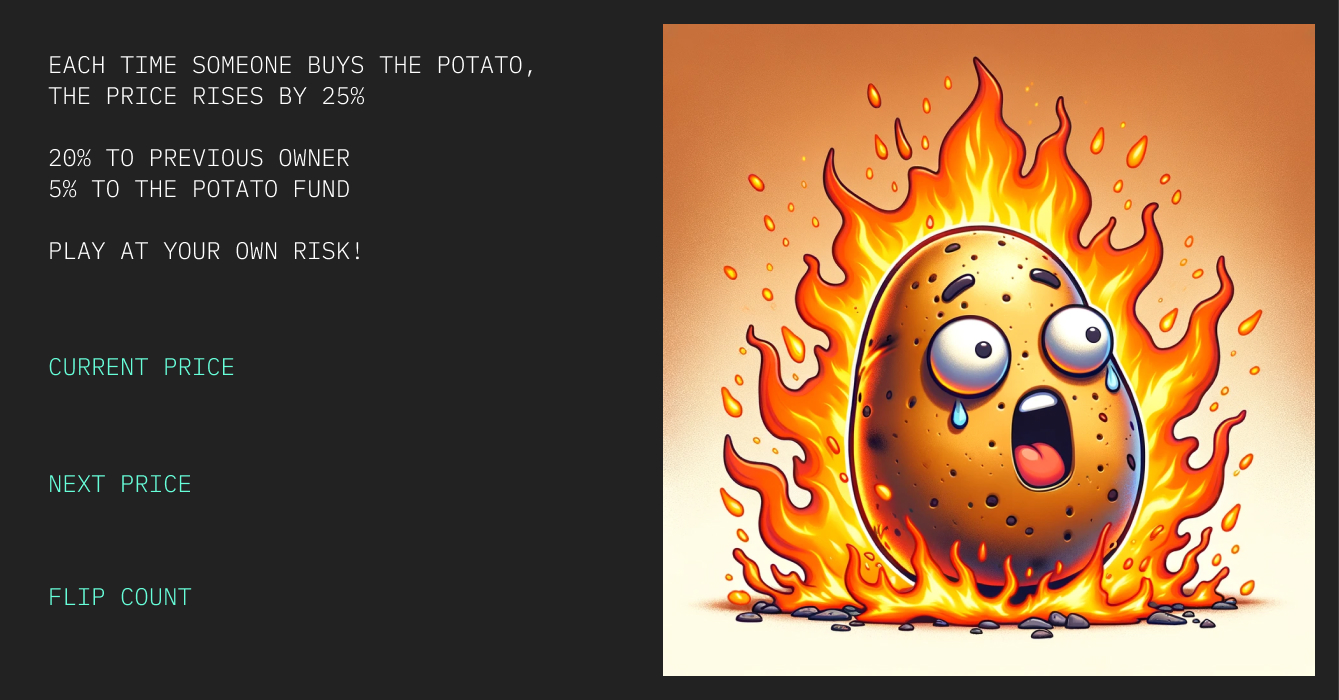 EACH TIME SOMEONE BUYS THE POTATO,
THE PRICE RISES BY 25%
20% TO PREVIOUS OWNER
5% TO THE POTATO FUND
PLAY AT YOUR OWN RISK!
CURRENT PRICE
NEXT PRICE
FLIP COUNT